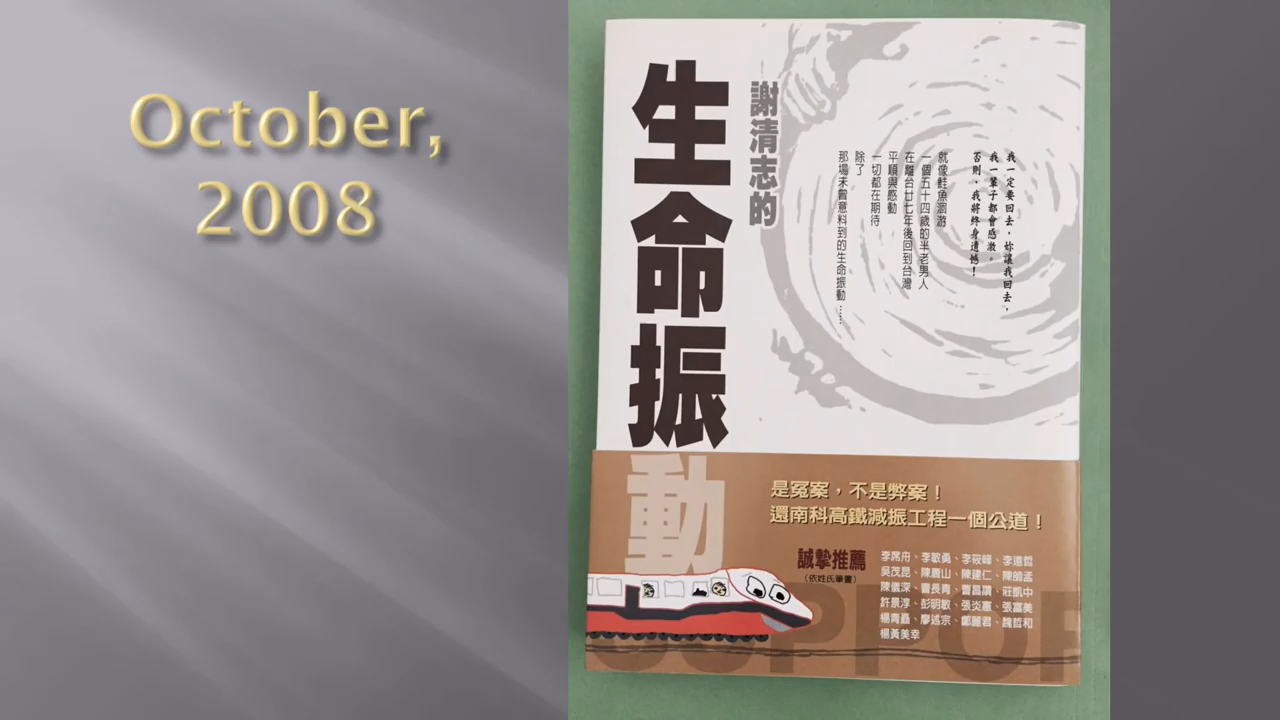 October,
2008
謝清志的
生命振動
我一定要回去，妳讓我回去，
我一輩子都會感激。
否則，我將終身遺憾！
就像鮭魚洄游
一個五十四歲的半老男人
在離台廿七年後回到台灣
平順與感動
一切都在期待
除了
那場未曾意料到的生命振動……
是冤案，不是弊案！
還南科高鐵減振工程一個公道！
誠摯推薦
（依姓氏筆畫）
李席舟、李敏勇、李筱峰、李遠哲
吳茂昆、陳唐山、陳建仁、陳師孟
陳儀深、曹長青、曹昌謂、莊凱中
許景淳、彭明敏、張炎憲、張富美
楊青矗、廖述宗、鄭麗君、魏哲和
楊黃美幸
SUPPOR